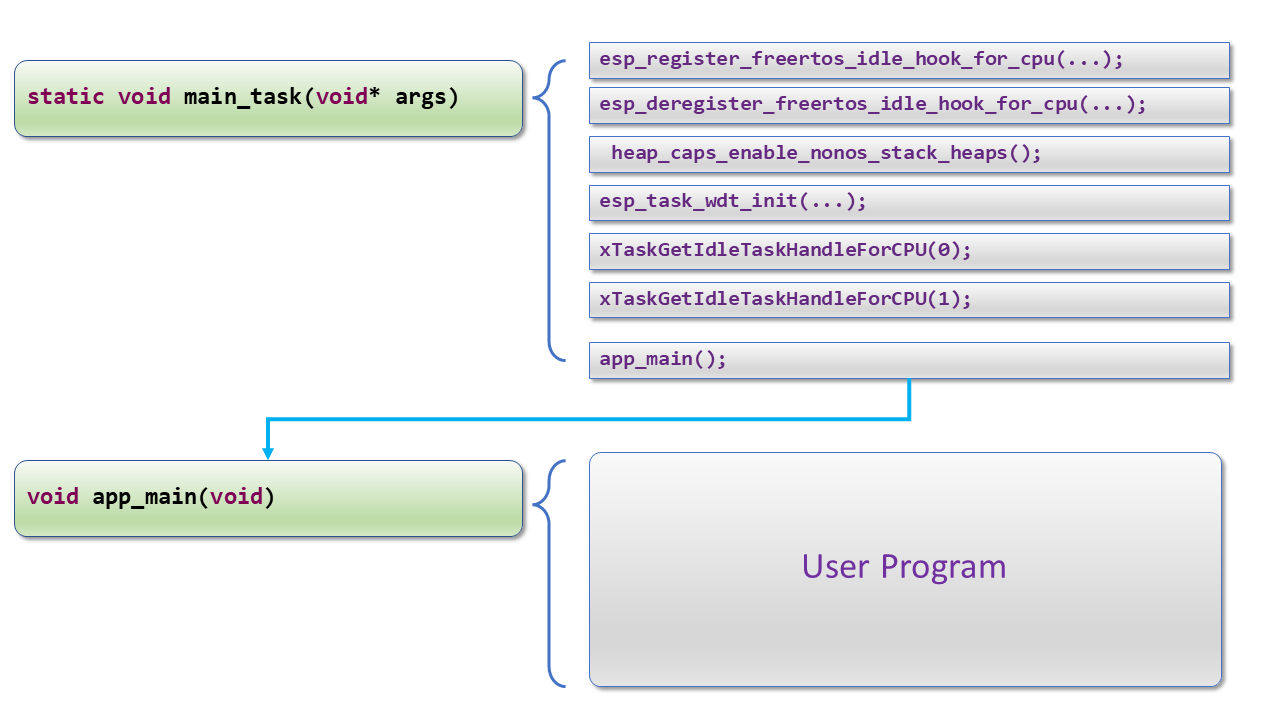 static void main_task(void* args)
esp_register_freertos_idle_hook_for_cpu(...);
esp_deregister_freertos_idle_hook_for_cpu(...);
heap_caps_enable_nonos_stack_heaps();
esp_task_wdt_init(...);
xTaskGetIdleTaskHandleForCPU(0);
xTaskGetIdleTaskHandleForCPU(1);
app_main();
void app_main(void)
User Program